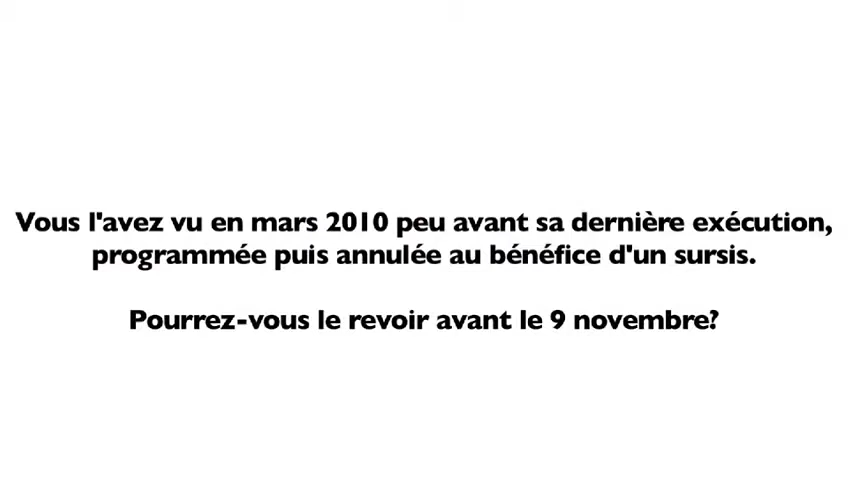 Vous l'avez vu en mars 2010 peu avant sa dernière exécution,
programmée puis annulée au bénéfice d'un sursis.
Pourrez-vous le revoir avant le 9 novembre?